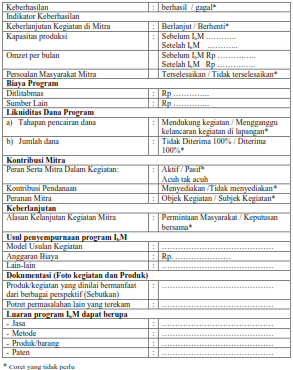 Keberhasilan : berhasil / gagal*
Indikator Keberhasilan
Keberlanjutan Kegiatan di Mitra : Berlanjut / Berhenti*
Kapasitas produksi : Sebelum IbM ………..
Setelah IbM ………..
Omzet per bulan : Sebelum IbM Rp …………..
Setelah IbM Rp …………..
Persoalan Masyarakat Mitra : Terselesaikan / Tidak terselesaikan*
Biaya Program
Ditlitabmas : Rp …………..
Sumber Lain : Rp …………..
Likuiditas Dana Program
a) Tahapan pencairan dana : Mendukung kegiatan / Mengganggu
kelancaran kegiatan di lapangan*
b) Jumlah dana : Tidak Diterima 100% / Diterima
100%*
Kontribusi Mitra
Peran Serta Mitra Dalam Kegiatan: : Aktif / Pasif*
Acuh tak acuh
Kontribusi Pendanaan : Menyediakan /Tidak menyediakan*
Peranan Mitra : Objek Kegiatan / Subjek Kegiatan*
Keberlanjutan
Alasan Kelanjutan Kegiatan Mitra : Permintaan Masyarakat / Keputusan
bersama*
Usul penyempurnaan program IbM
Model Usulan Kegiatan : ……………………………
Anggaran Biaya : Rp. …………………
Lain-lain : ……………………………
Dokumentasi (Foto kegiatan dan Produk)
Produk/kegiatan yang dinilai bermanfaat : ……………………………
dari berbagai perspektif (Sebutkan)
Potret permasalahan lain yang terekam : ……………………………
Luaran program IbM dapat berupa
- Jasa : ……………………………
- Metode : ……………………………
- Produk/barang : ……………………………
- Paten : ……………………………
* Coret yang tidak perlu